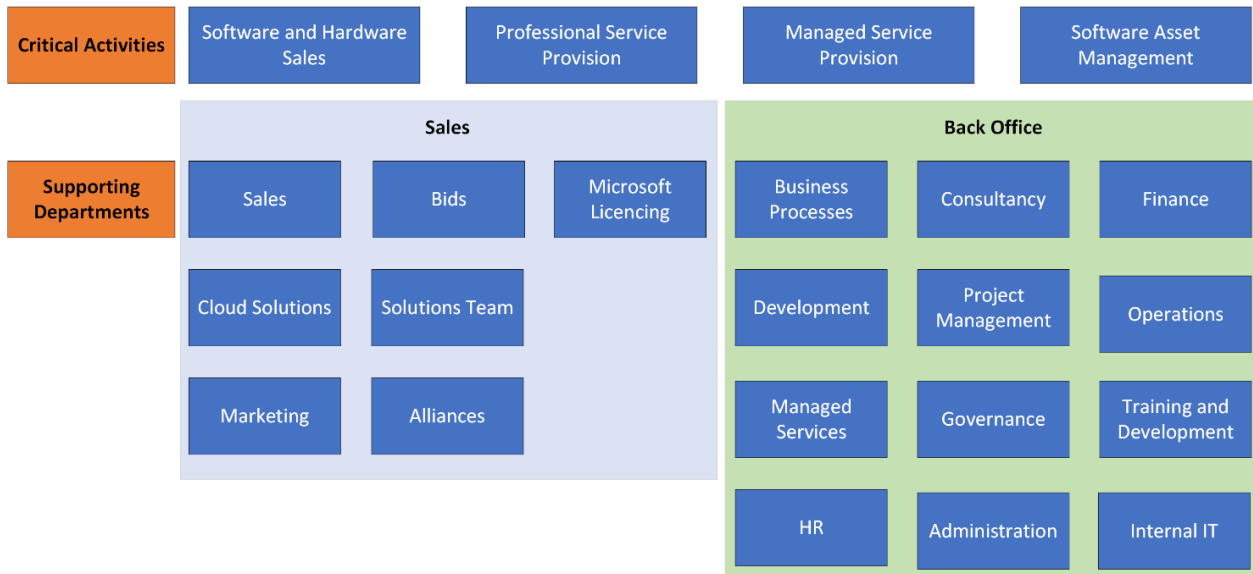 Critical Activities
Software and Hardware
Sales
Professional Service
Provision
Managed Service
Provision
Software Asset
Management
Sales
Back Office
Supporting
Departments
Sales
Bids
Microsoft
Licencing
Business
Processes
Consultancy
Finance
Cloud Solutions
Solutions Team
Development
Project
Management
Operations
Marketing
Alliances
Managed
Services
Governance
Training and
Development
HR
Administration
Internal IT